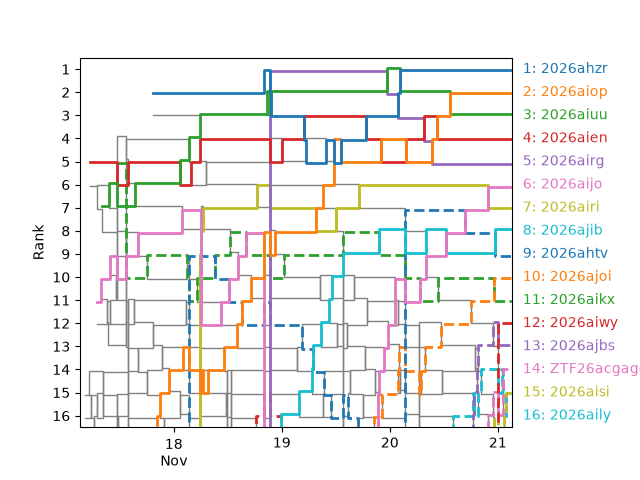 1
2
3
4
5
6
7
8
9
10
11
12
13
14
15
16
Rank
18
19
20
21
Nov
1: 2026ahzr
2: 2026aiop
3: 2026aiuu
4: 2026aien
5: 2026airg
6: 2026aijo
7: 2026airi
8: 2026ajib
9: 2026ahtv
10: 2026ajoi
11: 2026aikx
12: 2026aiwy
13: 2026ajbs
14: ZTF26acgag
15: 2026aisi
16: 2026aily